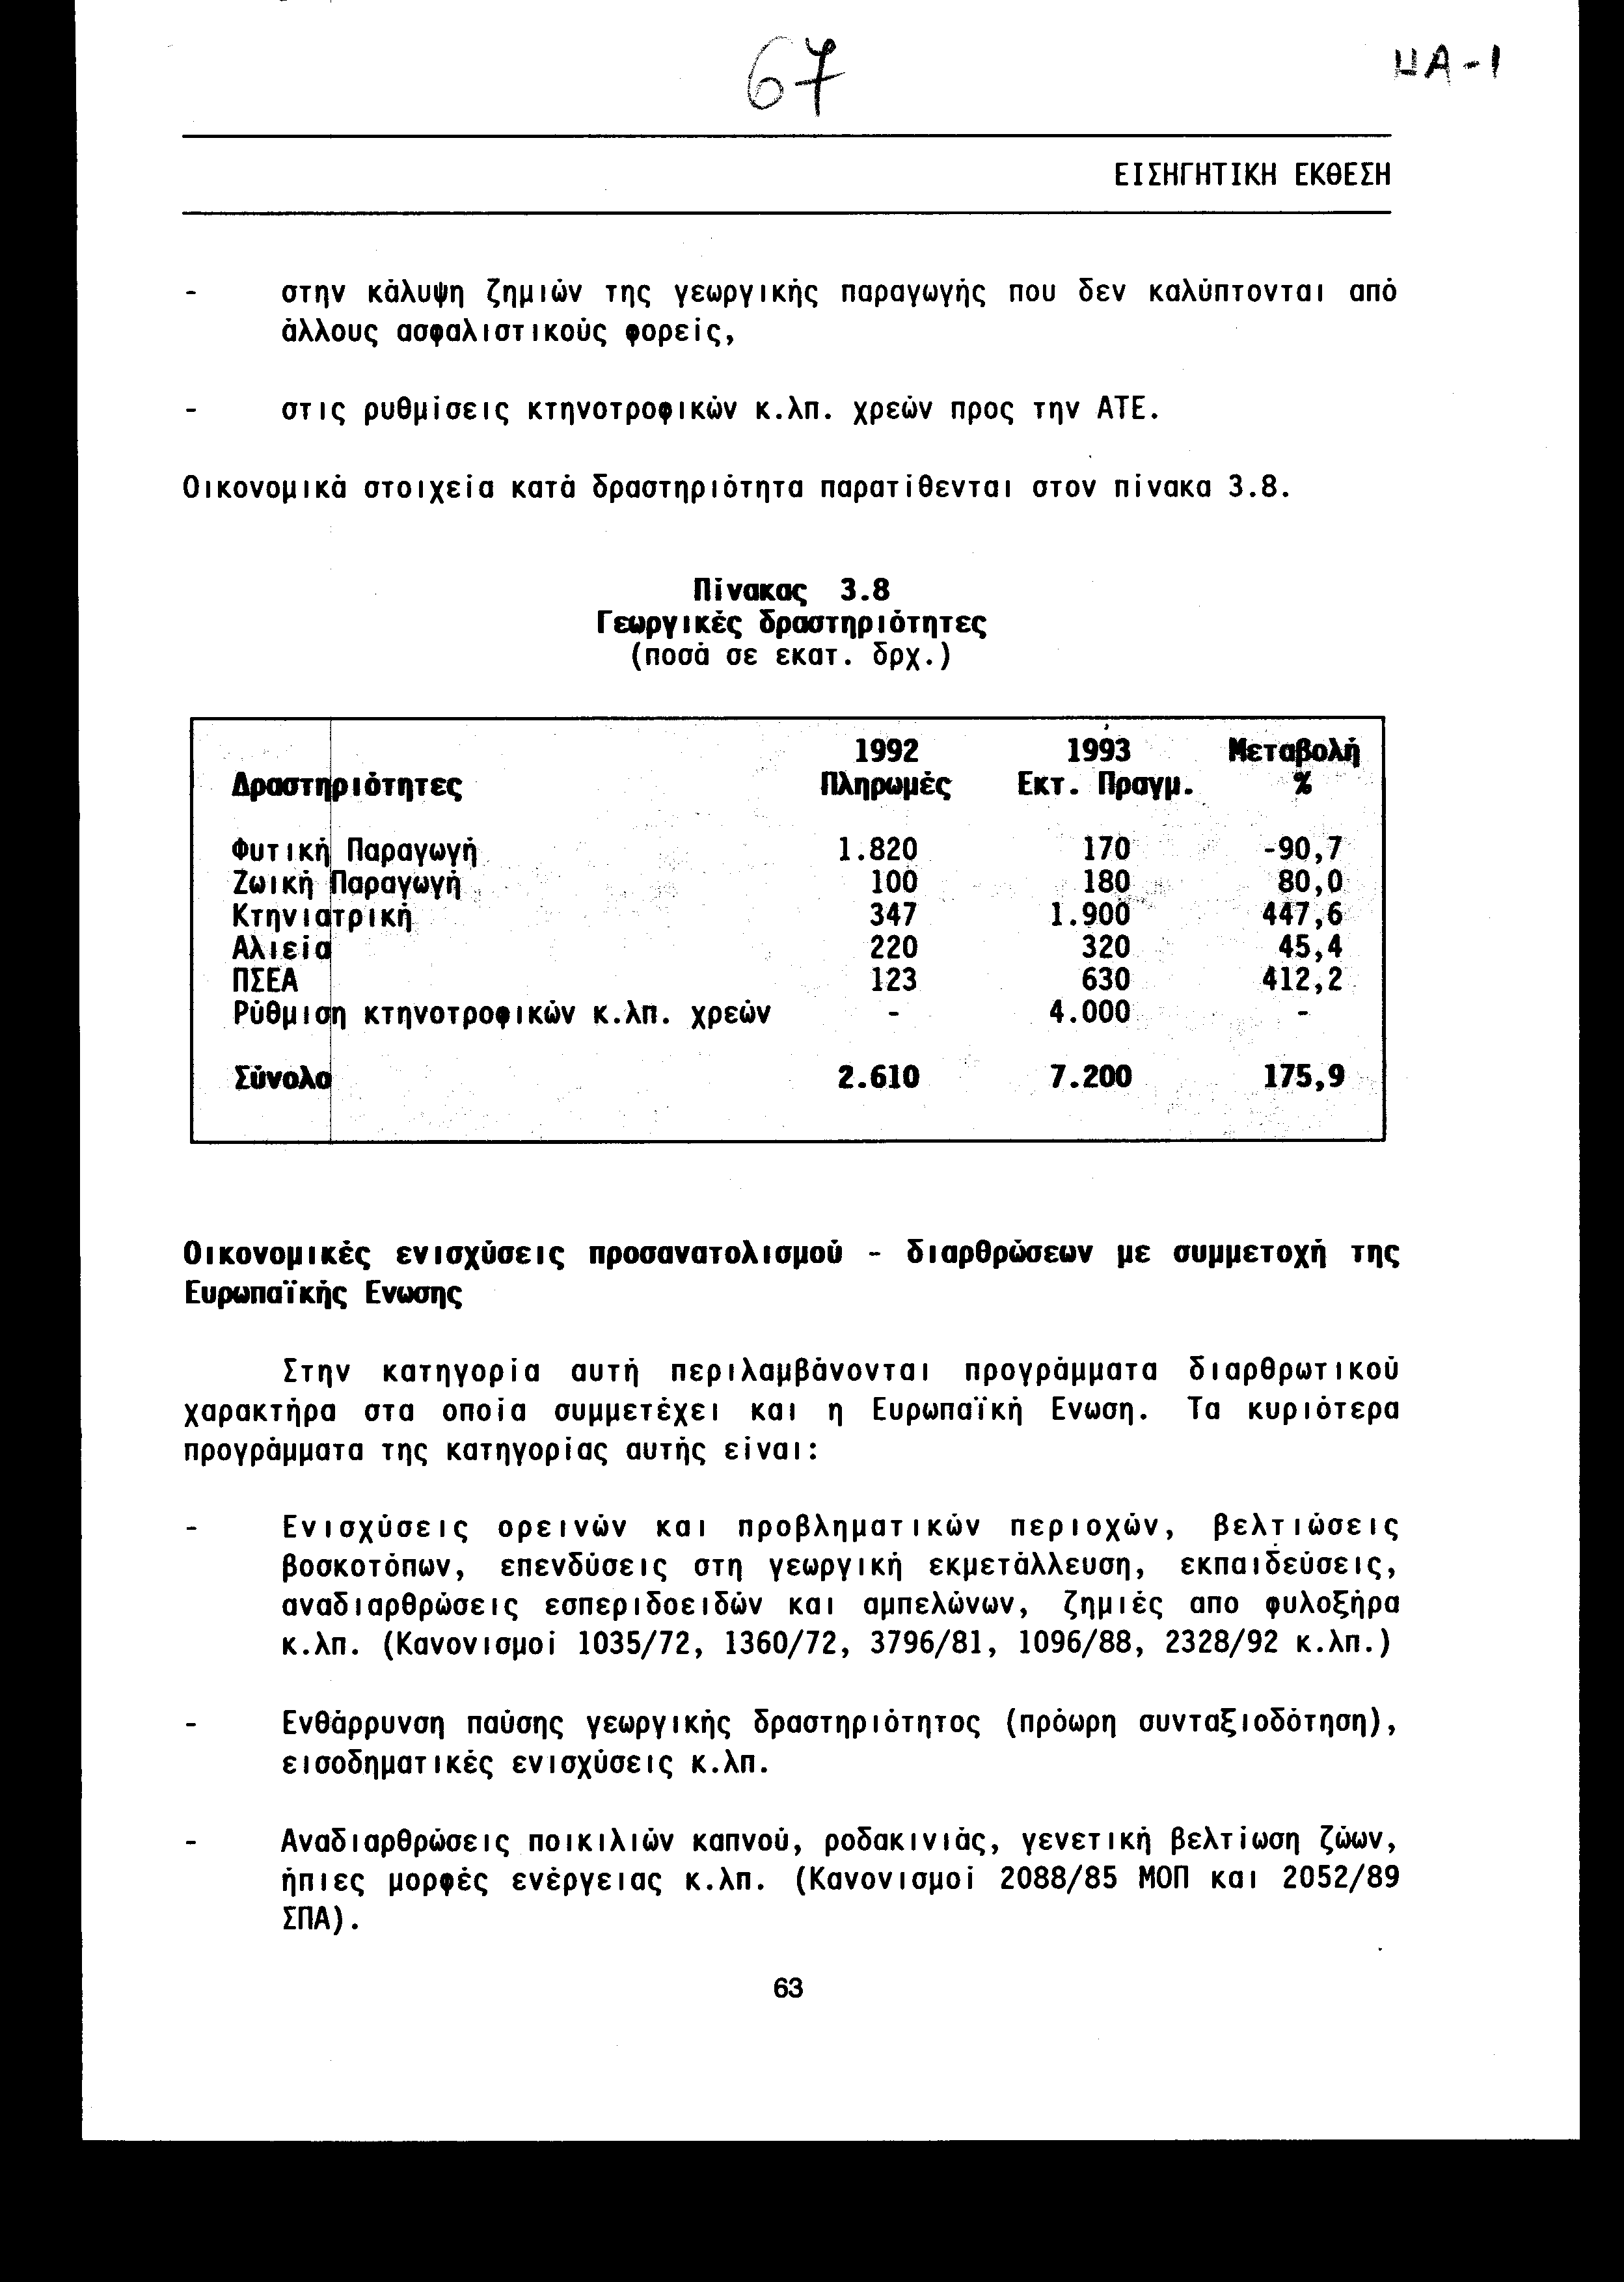 67
ΕΙΣΗΓΗΤΙΚΗ ΕΚΘΕΣΗ
- στην κάλυψη ζημιών της γεωργικής παραγωγής που δεν καλύπτονται από
άλλους ασφαλιστικούς φορείς,
- στις ρυθμίσεις κτηνοτροφικών κ.λπ. χρεών προς την ΑΤΕ.
Οικονομικά στοιχεία κατά δραστηριότητα παρατίθενται στον πίνακα 3.8.
Πίνακας 3.8
Γεωργικές δραστηριότητες
(ποσά σε εκατ. δρχ.)
1992 1993 Μεταβολή
Δραστηριότητες Πληρωμές Εκτ. Πραγμ. %
Φυτική Παραγωγή 1.820 170 -90,7
Ζωική Παραγωγή 100 180 80,0
Κτηνιατρική 347 1.900 447,6
Αλιεία 220 320 45,4
ΠΣΕΑ 123 630 412,2
Ρύθμιση κτηνοτροφικών κ.λπ. χρεών - 4.000 -
Σύνολο 2.610 7.200 175,9
Οικονομικές ενισχύσεις προσανατολισμού - διαρθρώσεων με συμμετοχή της
Ευρωπαϊκής Ενωσης
Στην κατηγορία αυτή περιλαμβάνονται προγράμματα διαρθρωτικού
χαρακτήρα στα οποία συμμετέχει και η Ευρωπαϊκή Ενωση. Τα κυριότερα
προγράμματα της κατηγορίας αυτής είναι:
- Ενισχύσεις ορεινών και προβληματικών περιοχών, βελτιώσεις
βοσκοτόπων, επενδύσεις στη γεωργική εκμετάλλευση, εκπαιδεύσεις,
αναδιαρθρώσεις εσπεριδοειδών και αμπελώνων, ζημιές απο φυλοξήρα
κ.λπ. (Κανονισμοί 1035/72, 1360/72, 3796/81, 1096/88, 2328/92 κ.λπ.)
- Ενθάρρυνση παύσης γεωργικής δραστηριότητος (πρόωρη συνταξιοδότηση),
εισοδηματικές ενισχύσεις κ.λπ.
- Αναδιαρθρώσεις ποικιλιών καπνού, ροδακινιάς, γενετική βελτίωση ζώων,
ήπιες μορφές ενέργειας κ.λπ. (Κανονισμοί 2088/85 ΜΟΠ και 2052/89
ΣΠΑ).
63